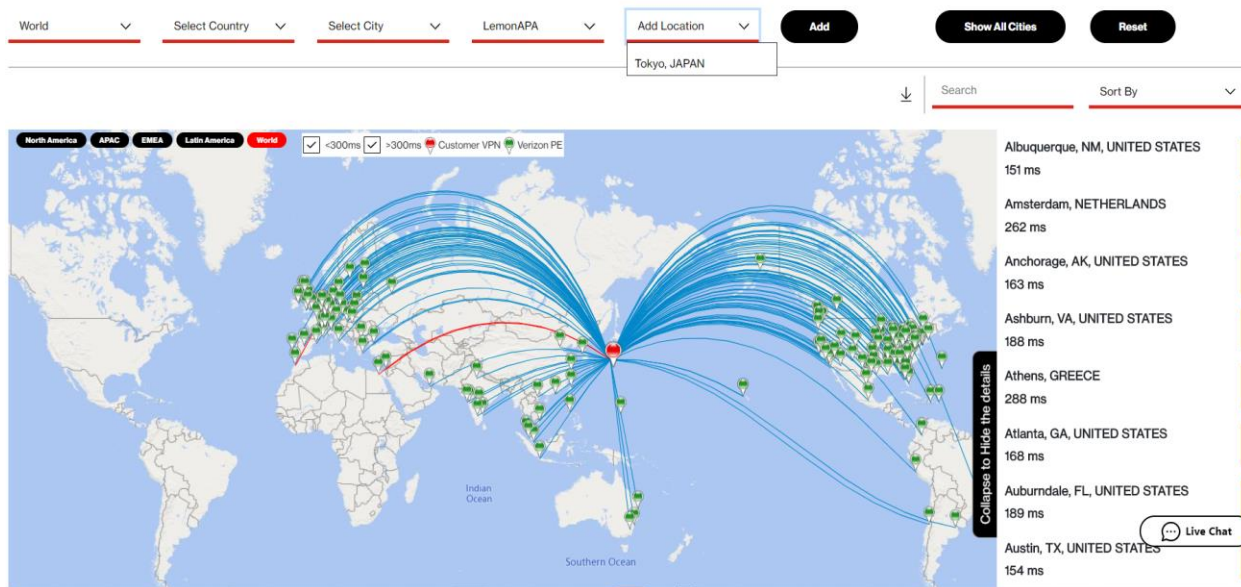 World
Select Country
Select City
LemonAPA
Add Location
Add
Show All Cities
Reset
Tokyo, JAPAN
Search
Sort By
North America
APAC
EMEA
Latin America
World
<300ms
>300ms
Customer VPN
Verizon PE
Albuquerque, NM, UNITED STATES
151 ms
Amsterdam, NETHERLANDS
262 ms
Anchorage, AK, UNITED STATES
163 ms
Ashburn, VA, UNITED STATES
188 ms
Athens, GREECE
288 ms
Atlanta, GA, UNITED STATES
168 ms
Auburndale, FL, UNITED STATES
189 ms
Austin, TX, UNITED STATES
154 ms
Collapse to Hide the details
Live Chat
Indian
Ocean
Southern Ocean